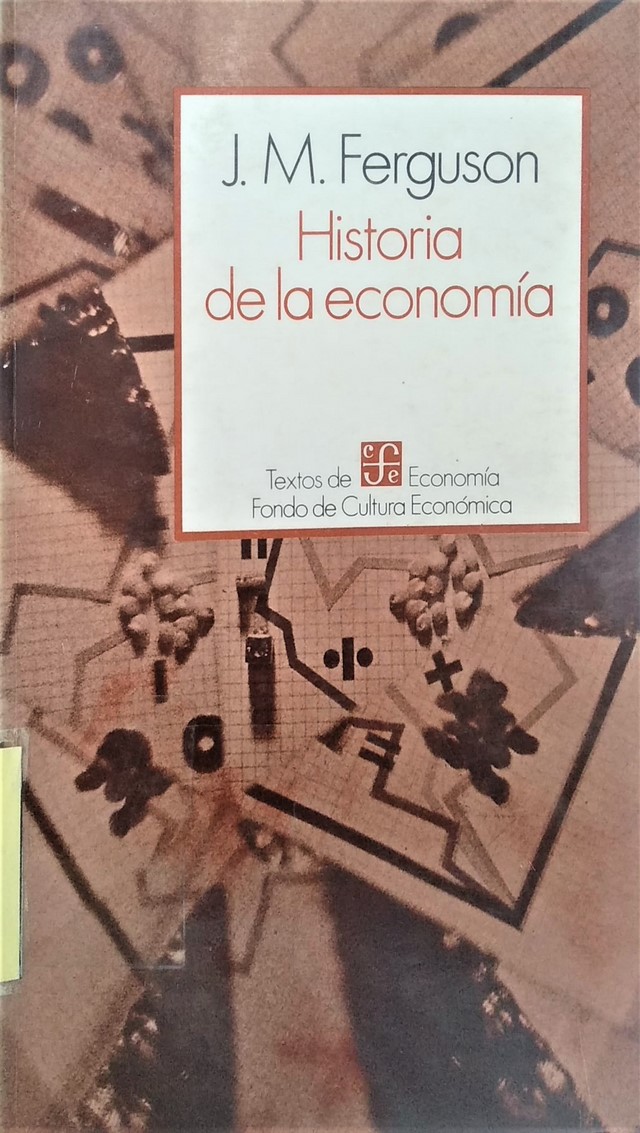 J. M. Ferguson
Historia
de la economía
Textos de cfe Economía
Fondo de Cultura Económica